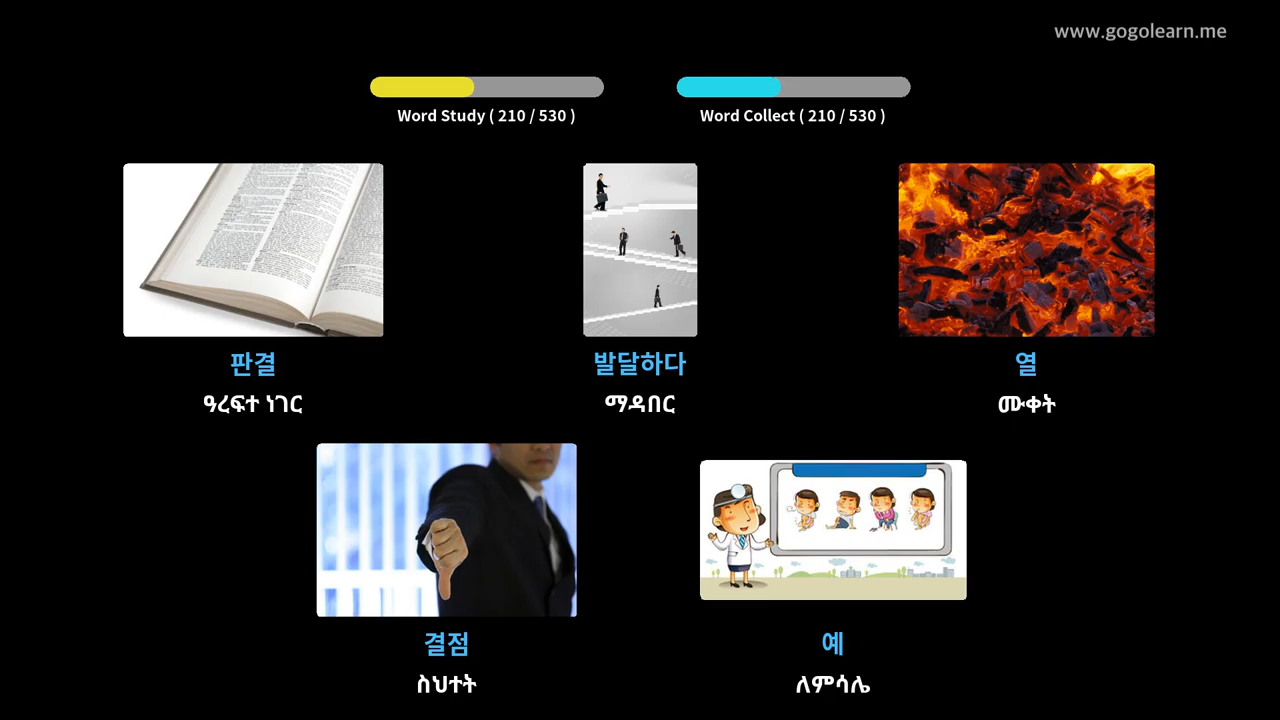 www.gogolearn.me
Word Study ( 210 / 530 )
Word Collect ( 210 / 530 )
판결
발달하다
열
ዓረፍተ ነገር
ማዳበር
ሙቀት
결점
예
ስህተት
ለምሳሌ